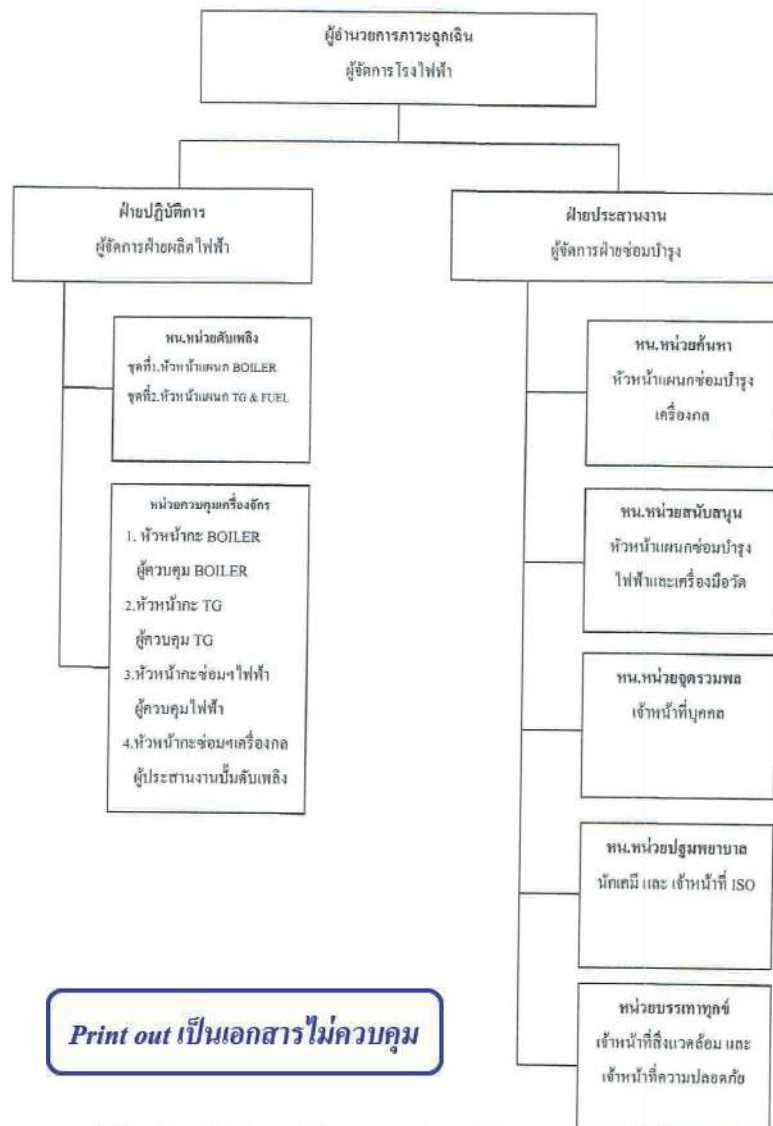 ผู้อำนวยการภาวะฉุกเฉิน
ผู้จัดการโรงไฟฟ้า
ฝ่ายปฏิบัติการ
ผู้จัดการฝ่ายผลิตไฟฟ้า
หน.หน่วยดับเพลิง
ชุดที่1.หัวหน้าแผนก BOILER
ชุดที่2.หัวหน้าแผนก TG & FUEL
หน่วยควบคุมเครื่องจักร
1. หัวหน้ากะ BOILER
ผู้ควบคุม BOILER
2.หัวหน้ากะ TG
ผู้ควบคุม TG
3.หัวหน้ากะซ่อมฯไฟฟ้า
ผู้ควบคุมไฟฟ้า
4.หัวหน้ากะซ่อมฯเครื่องกล
ผู้ประสานงานปั๊มดับเพลิง
ฝ่ายประสานงาน
ผู้จัดการฝ่ายซ่อมบำรุง
หน.หน่วยค้นหา
หัวหน้าแผนกซ่อมบำรุง
เครื่องกล
หน.หน่วยสนับสนุน
หัวหน้าแผนกซ่อมบำรุง
ไฟฟ้าและเครื่องมือวัด
หน.หน่วยจุดรวมพล
เจ้าหน้าที่บุคคล
หน.หน่วยปฐมพยาบาล
นักเคมี และ เจ้าหน้าที่ ISO
หน่วยบรรเทาทุกข์
เจ้าหน้าที่สิ่งแวดล้อม และ
เจ้าหน้าที่ความปลอดภัย
Print out เป็นเอกสารไม่ควบคุม